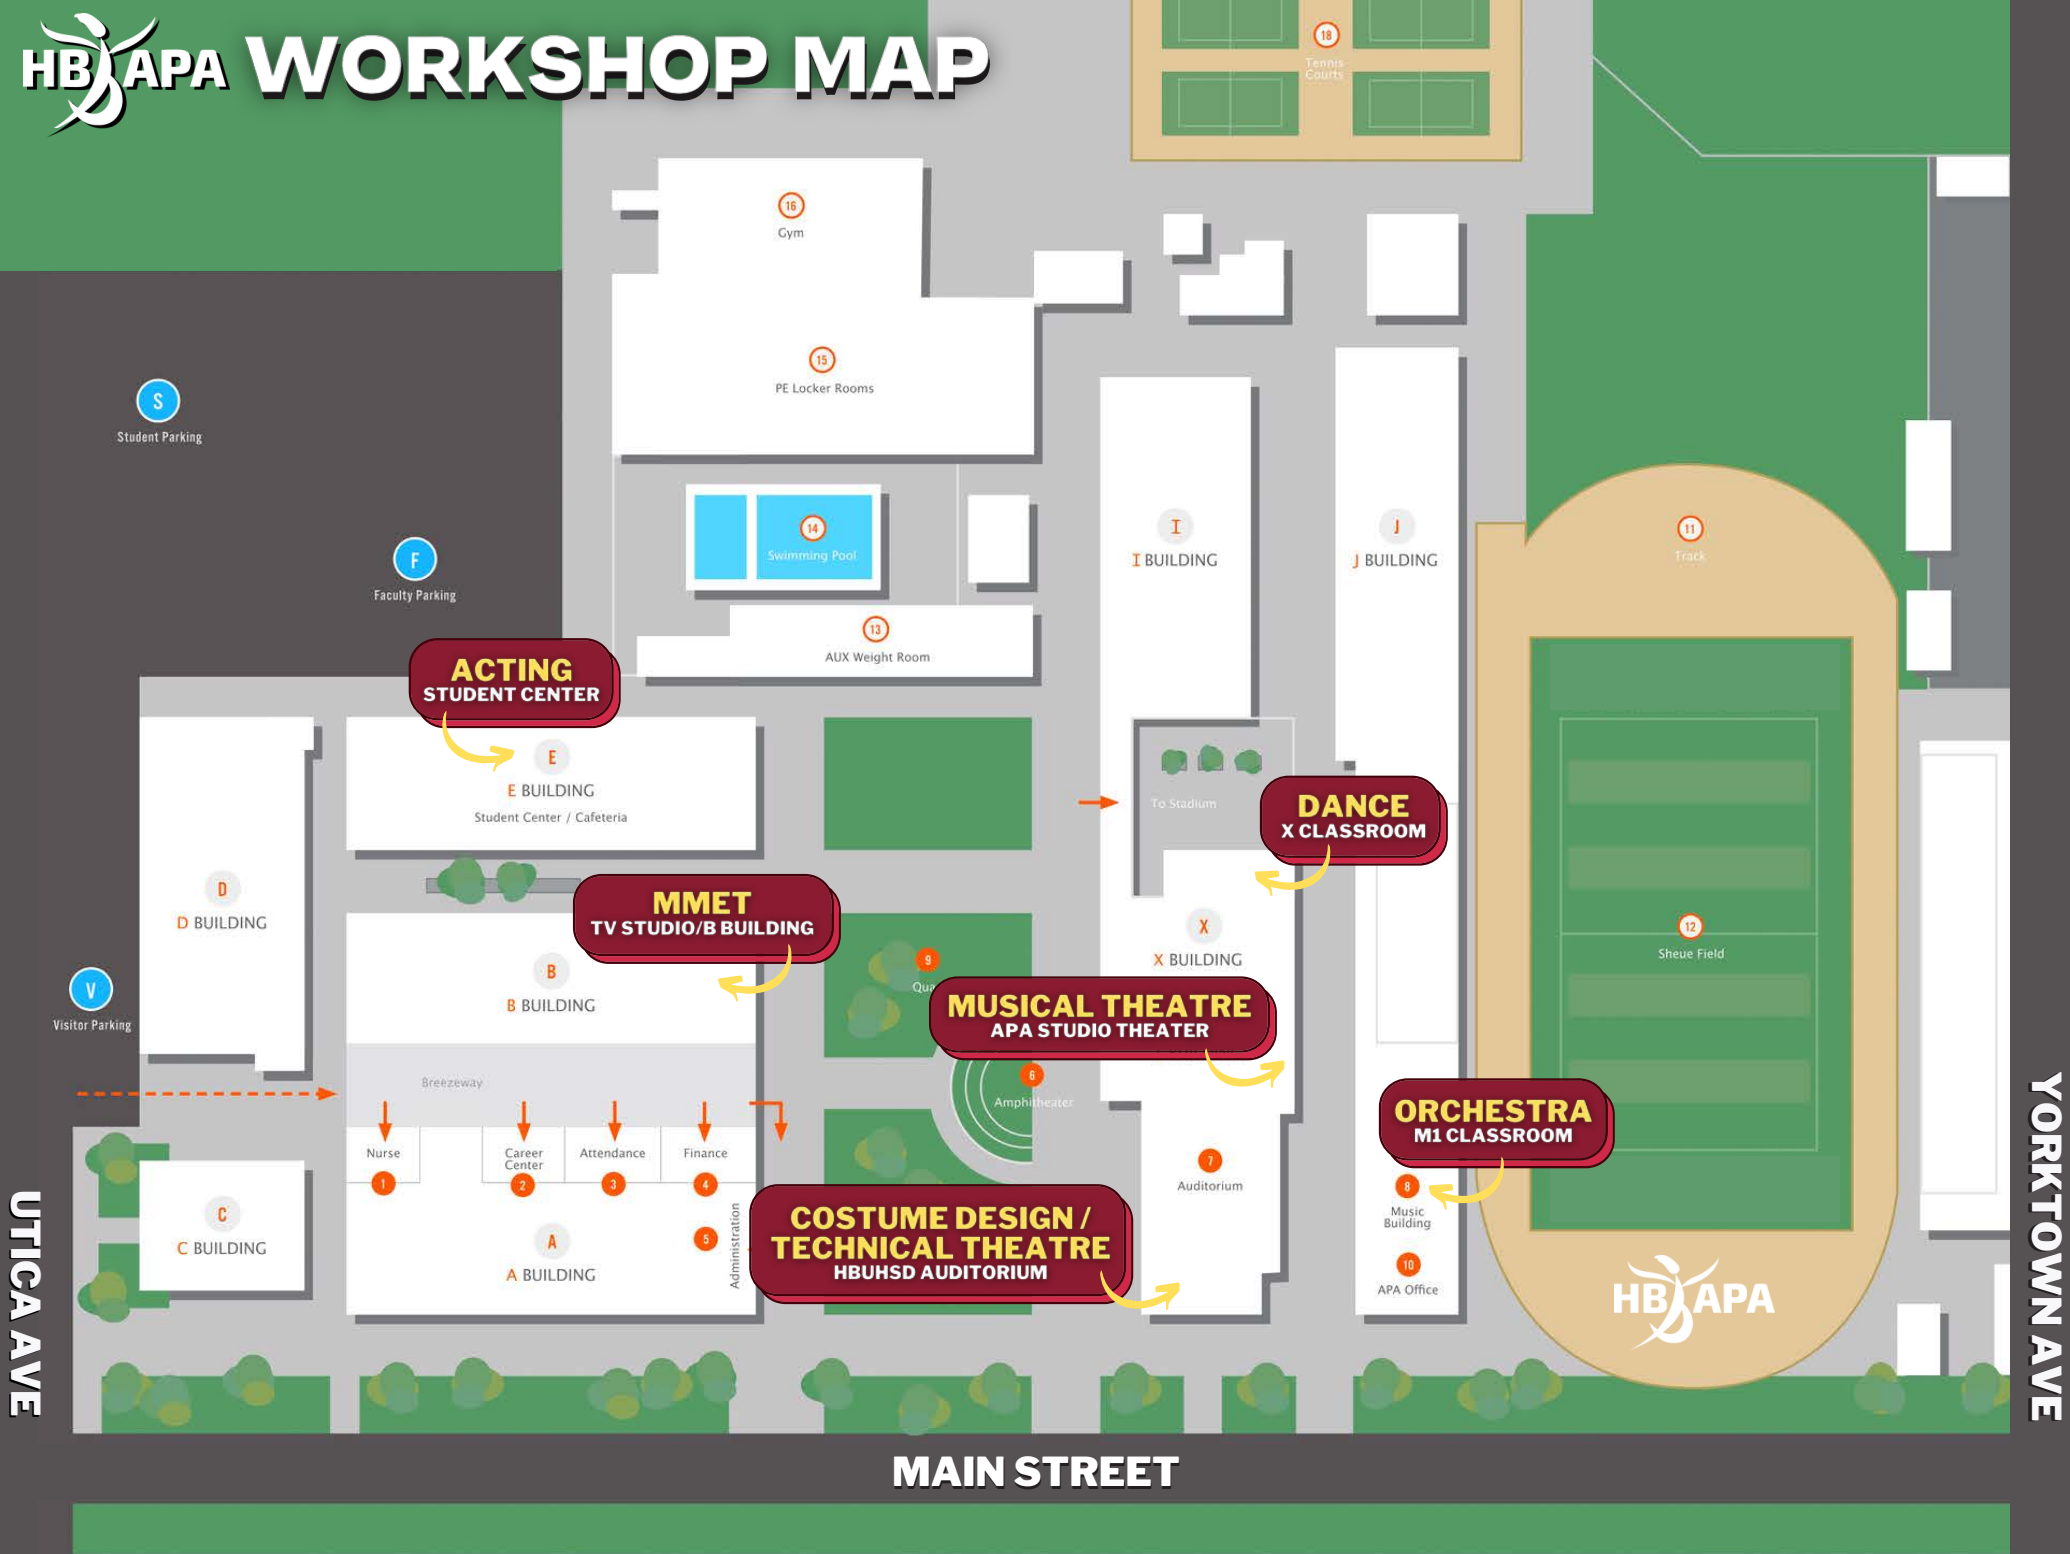 HB APA WORKSHOP MAP
18
Tennis
Courts
16
Gym
15
PE Locker Rooms
S
Student Parking
F
Faculty Parking
14
Swimming Pool
I
I BUILDING
J
J BUILDING
11
Track
13
AUX Weight Room
ACTING
STUDENT CENTER
E
E BUILDING
Student Center / Cafeteria
To Stadium
DANCE
X CLASSROOM
D
D BUILDING
MMET
TV STUDIO/B BUILDING
B
B BUILDING
9
Qua
X
X BUILDING
12
Sheue Field
V
Visitor Parking
MUSICAL THEATRE
APA STUDIO THEATER
Breezeway
6
Amphitheater
ORCHESTRA
M1 CLASSROOM
Nurse
1
Career
Center
2
Attendance
3
Finance
4
7
Auditorium
8
Music
Building
C
C BUILDING
A
A BUILDING
5
Administration
COSTUME DESIGN /
TECHNICAL THEATRE
HBUHSD AUDITORIUM
10
APA Office
HB APA
UTICA AVE
YORKTOWN AVE
MAIN STREET